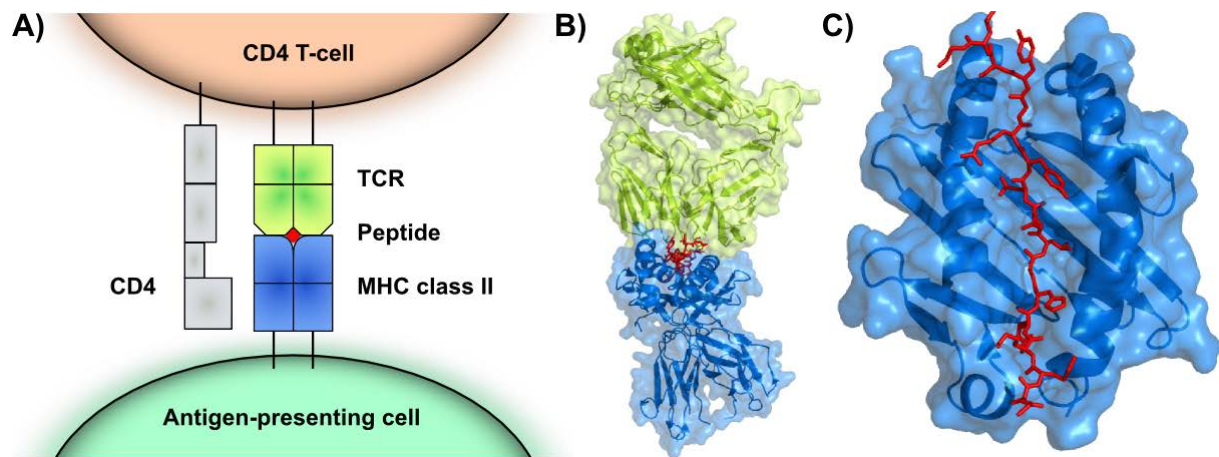 A)
CD4 T-cell
TCR
Peptide
CD4
MHC class II
Antigen-presenting cell
B)
C)